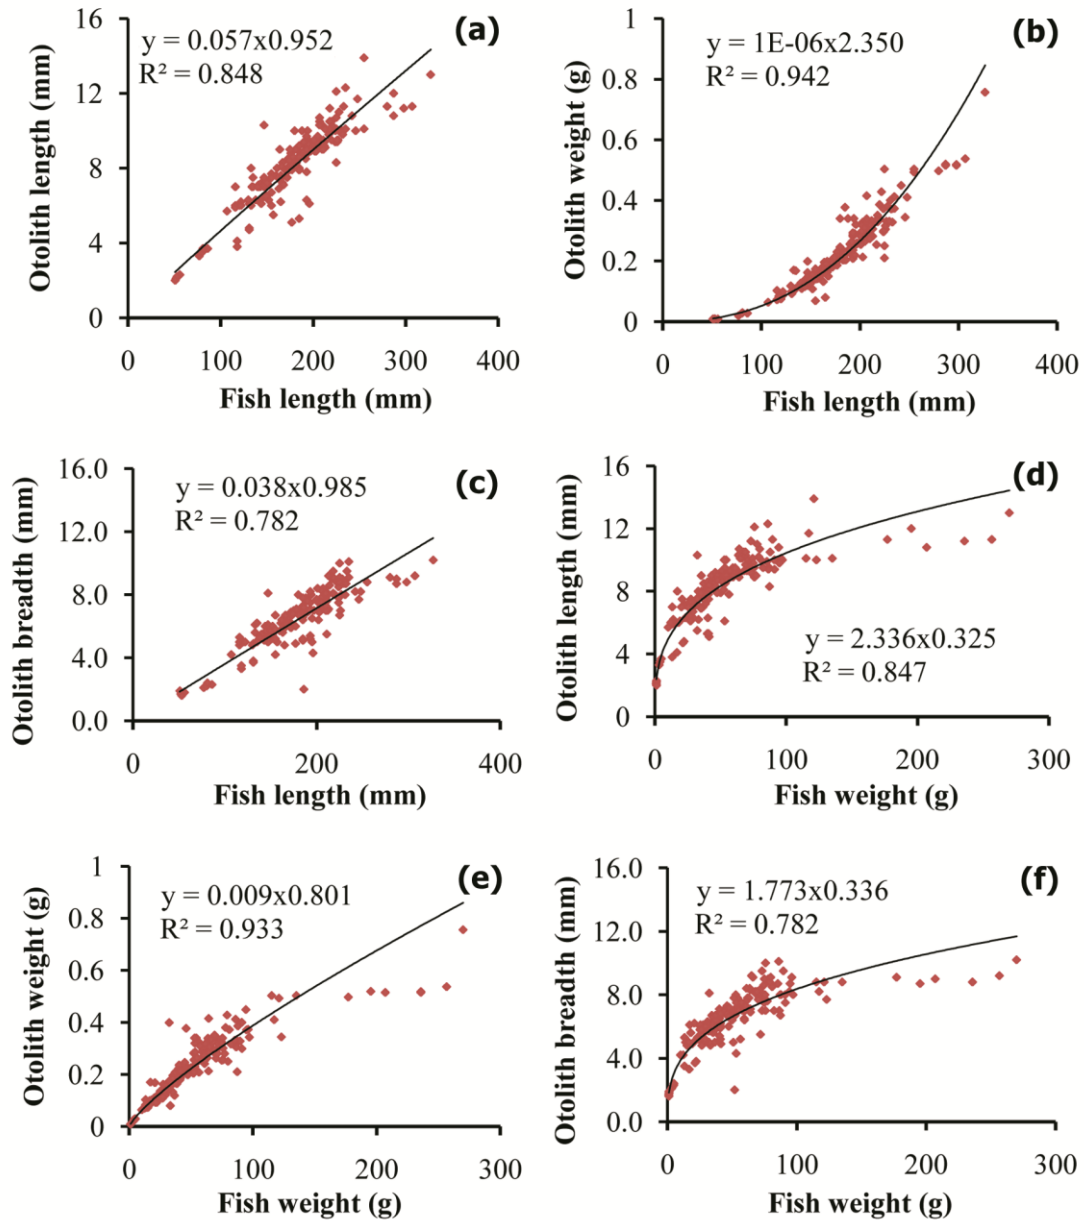 (a)
y = 0.057x0.952
R² = 0.848
Otolith length (mm)
16
12
8
4
0
0 100 200 300 400
Fish length (mm)
(b)
y = 1E-06x2.350
R² = 0.942
Otolith weight (g)
1
0.8
0.6
0.4
0.2
0
0 100 200 300 400
Fish length (mm)
(c)
y = 0.038x0.985
R² = 0.782
Otolith breadth (mm)
16.0
12.0
8.0
4.0
0.0
0 200 400
Fish length (mm)
(d)
y = 2.336x0.325
R² = 0.847
Otolith length (mm)
16
12
8
4
0
0 100 200 300
Fish weight (g)
(e)
y = 0.009x0.801
R² = 0.933
Otolith weight (g)
1
0.8
0.6
0.4
0.2
0
0 100 200 300
Fish weight (g)
(f)
y = 1.773x0.336
R² = 0.782
Otolith breadth (mm)
16.0
12.0
8.0
4.0
0.0
0 100 200 300
Fish weight (g)